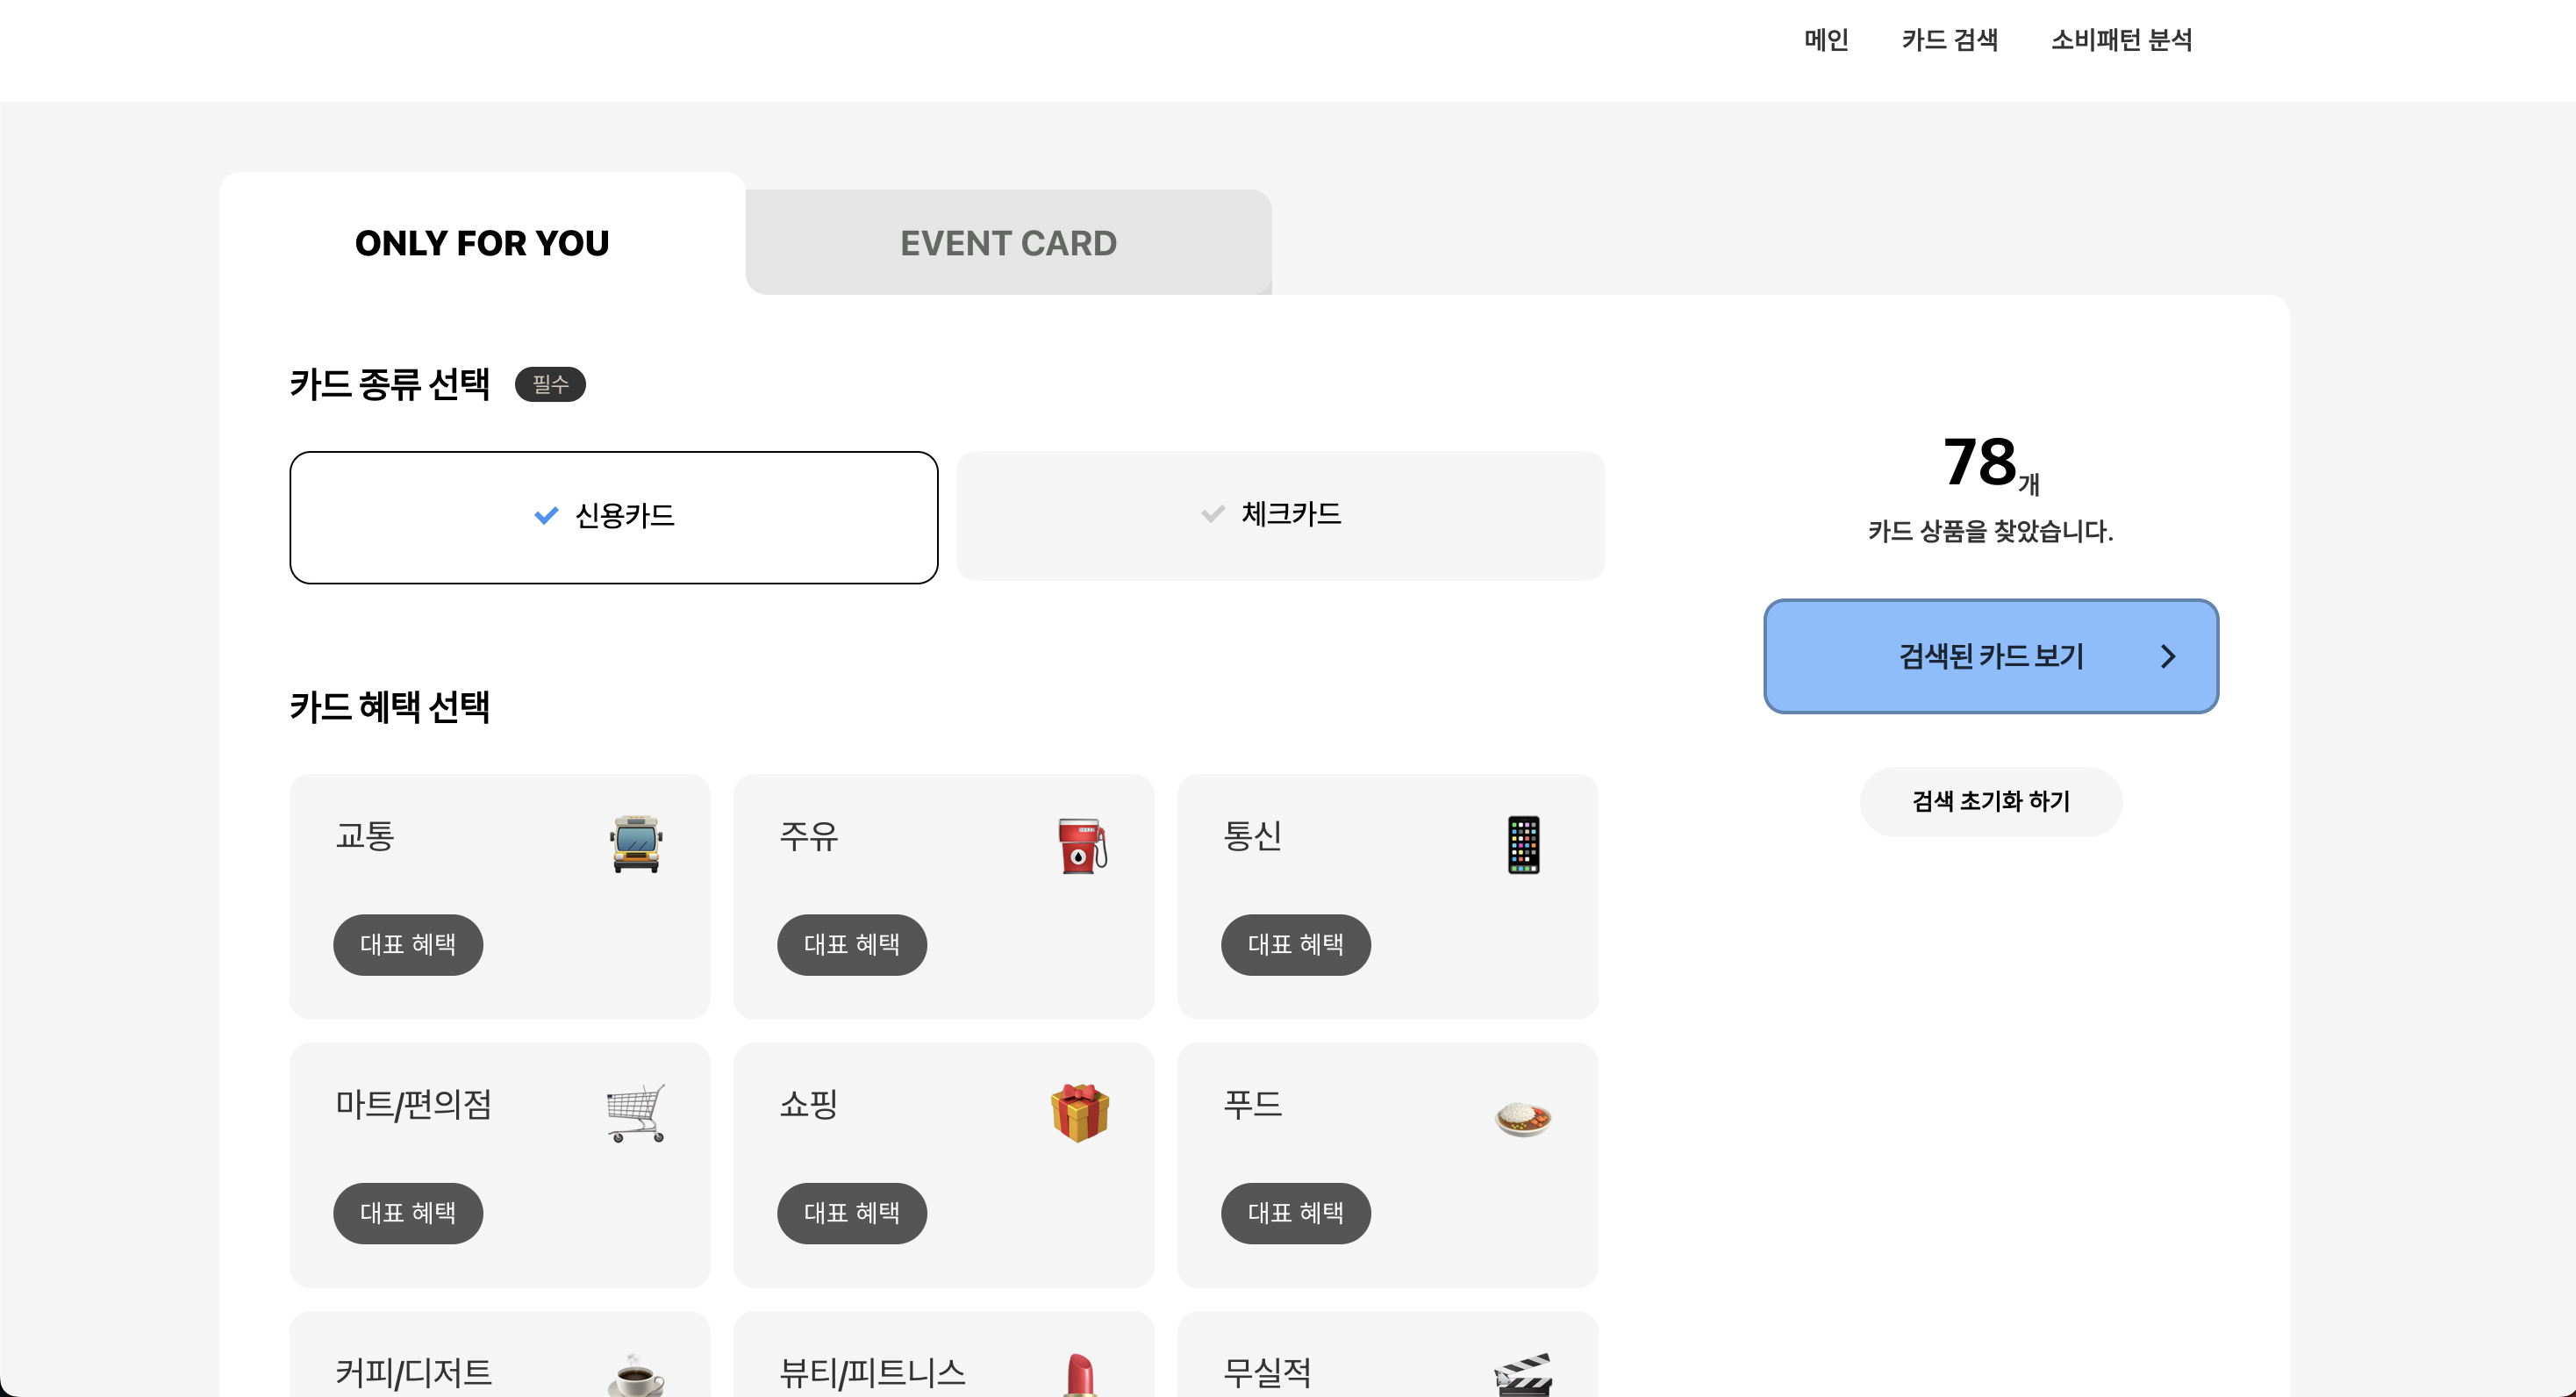 메인 카드 검색 소비패턴 분석
ONLY FOR YOU
EVENT CARD
카드 종류 선택 필수
신용카드
체크카드
78개
카드 상품을 찾았습니다.
검색된 카드 보기
검색 초기화 하기
카드 혜택 선택
교통
대표 혜택
주유
대표 혜택
통신
대표 혜택
마트/편의점
대표 혜택
쇼핑
대표 혜택
푸드
대표 혜택
커피/디저트
뷰티/피트니스
무실적